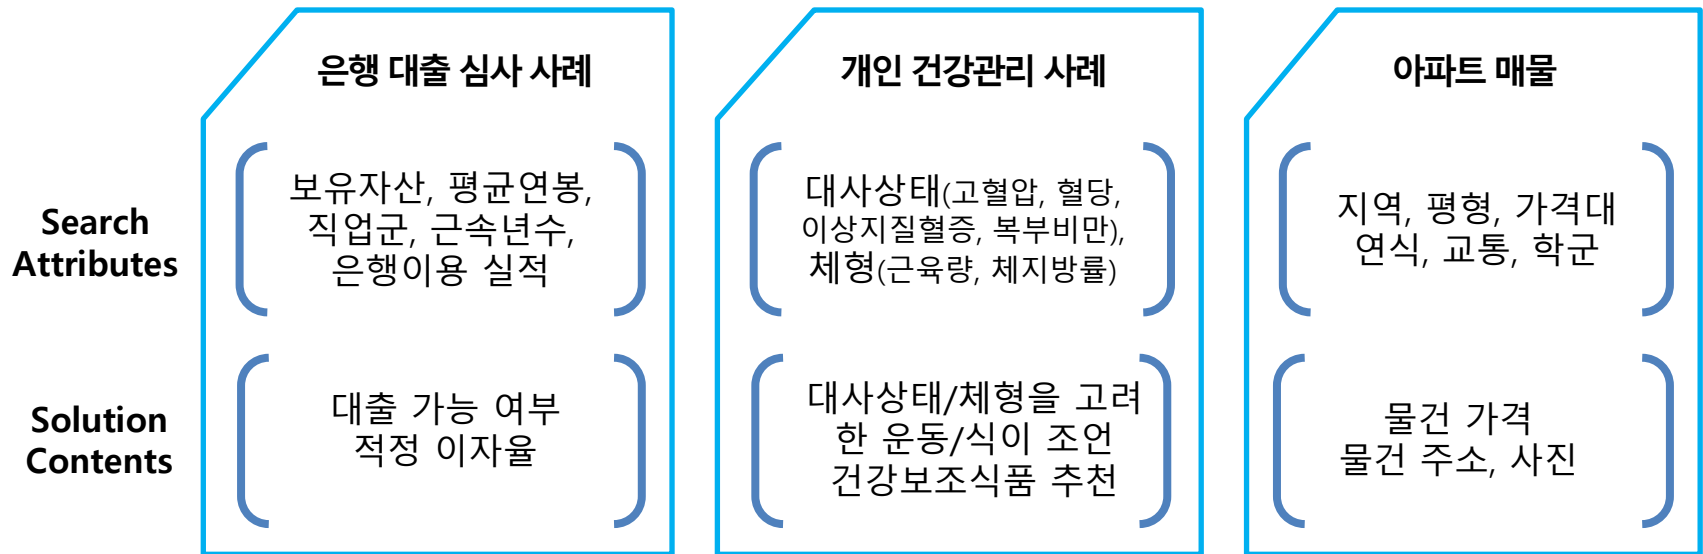 은행 대출 심사 사례
개인 건강관리 사례
아파트 매물
Search
Attributes
보유자산, 평균연봉,
직업군, 근속년수,
은행이용 실적
대사상태(고혈압, 혈당,
이상지질혈증, 복부비만),
체형(근육량, 체지방률)
지역, 평형, 가격대
연식, 교통, 학군
Solution
Contents
대출 가능 여부
적정 이자율
대사상태/체형을 고려
한 운동/식이 조언
건강보조식품 추천
물건 가격
물건 주소, 사진